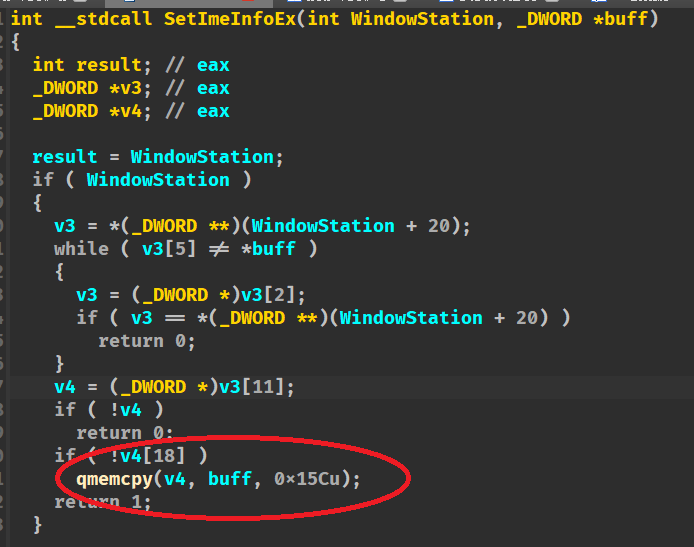 int __stdcall SetImeInfoEx(int WindowStation, _DWORD *buff)
{
int result; // eax
_DWORD *v3; // eax
_DWORD *v4; // eax
result = WindowStation;
if ( WindowStation )
{
v3 = *(_DWORD **)(WindowStation + 20);
while ( v3[5] ≠ *buff )
{
v3 = (_DWORD *)v3[2];
if ( v3 == *(_DWORD **)(WindowStation + 20) )
return 0;
}
v4 = (_DWORD *)v3[11];
if ( !v4 )
return 0;
if ( !v4[18] )
qmemcpy(v4, buff, 0×15Cu);
return 1;
}